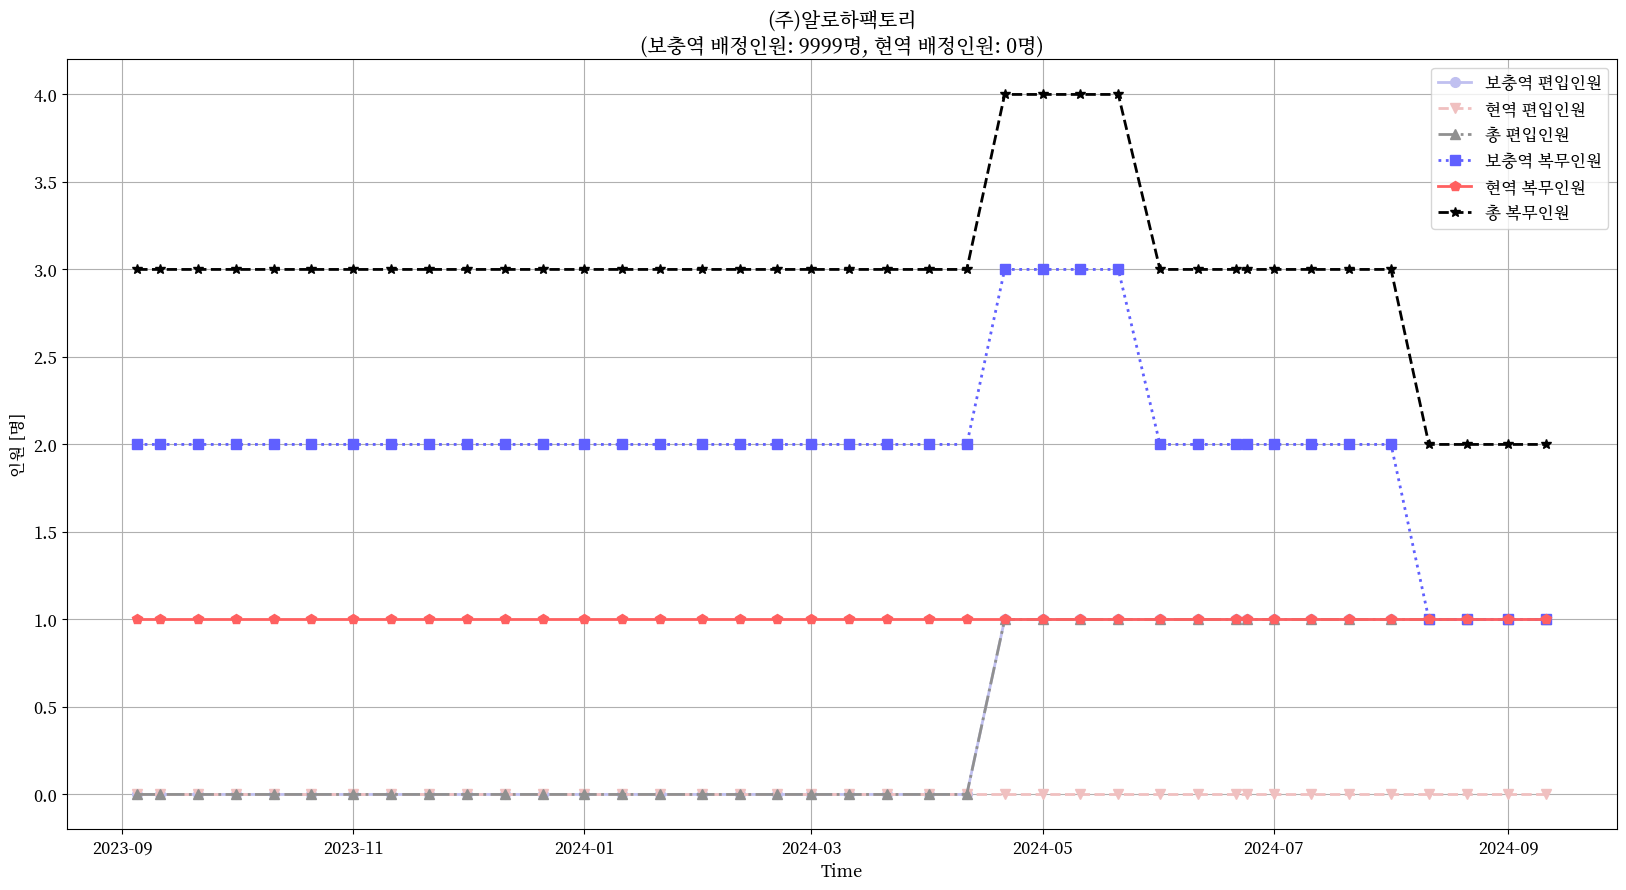 (주)알로하팩토리
(보충역 배정인원: 9999명, 현역 배정인원: 0명)
보충역 편입인원
현역 편입인원
총 편입인원
보충역 복무인원
현역 복무인원
총 복무인원
인원 [명]
4.0
3.5
3.0
2.5
2.0
1.5
1.0
0.5
0.0
2023-09
2023-11
2024-01
2024-03
2024-05
2024-07
2024-09
Time